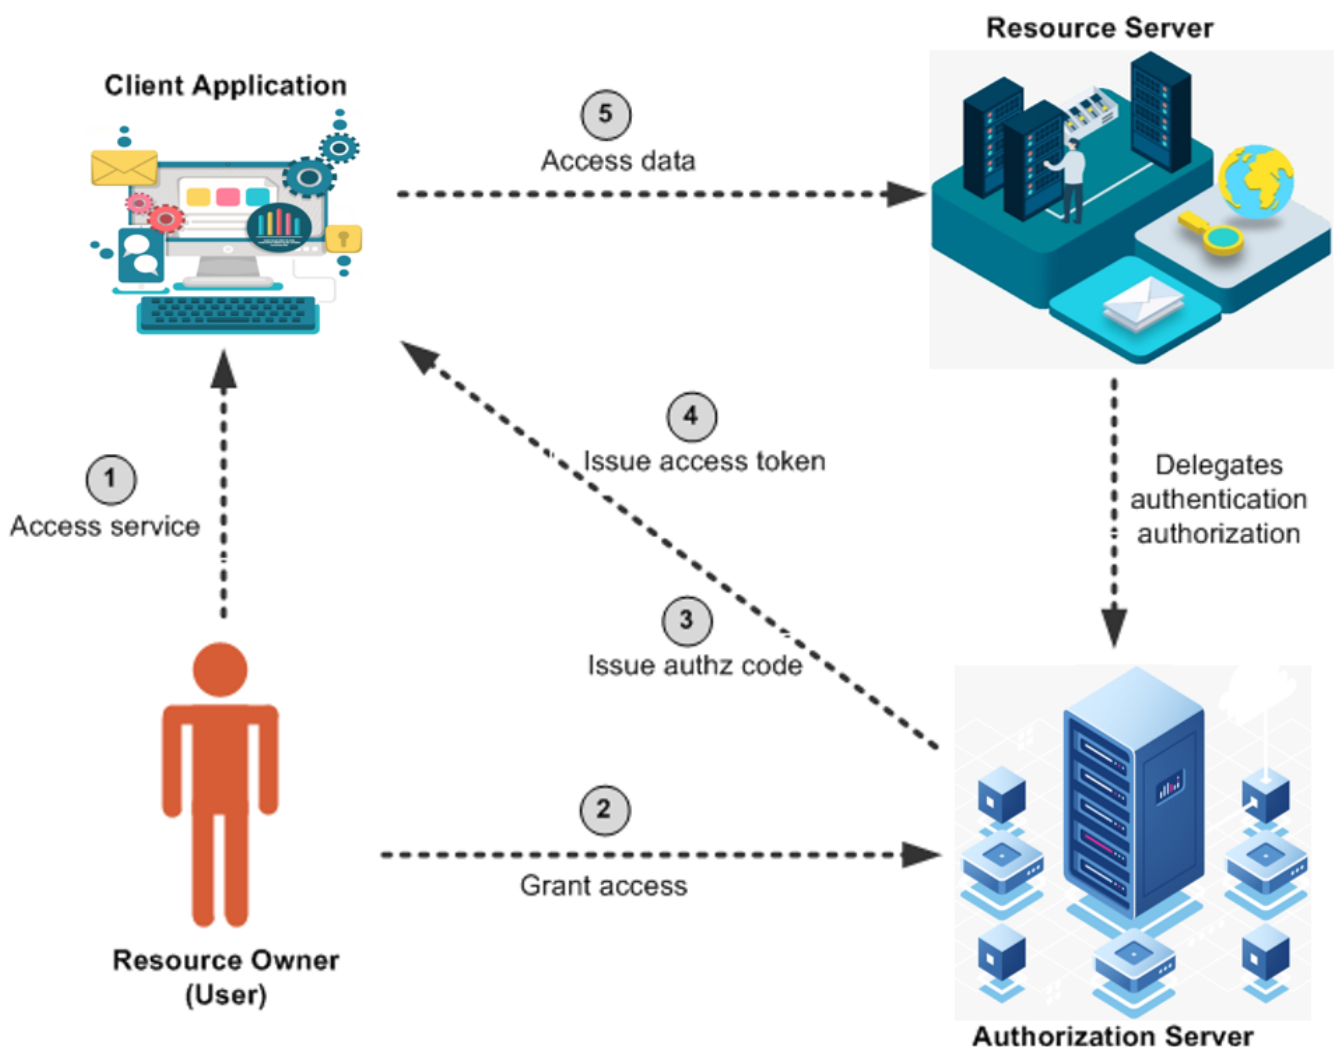 Resource Server
Client Application
5
Access data
4
Issue access token
1
Access service
Delegates
authentication
authorization
3
Issue authz code
2
Grant access
Resource Owner
(User)
Authorization Server